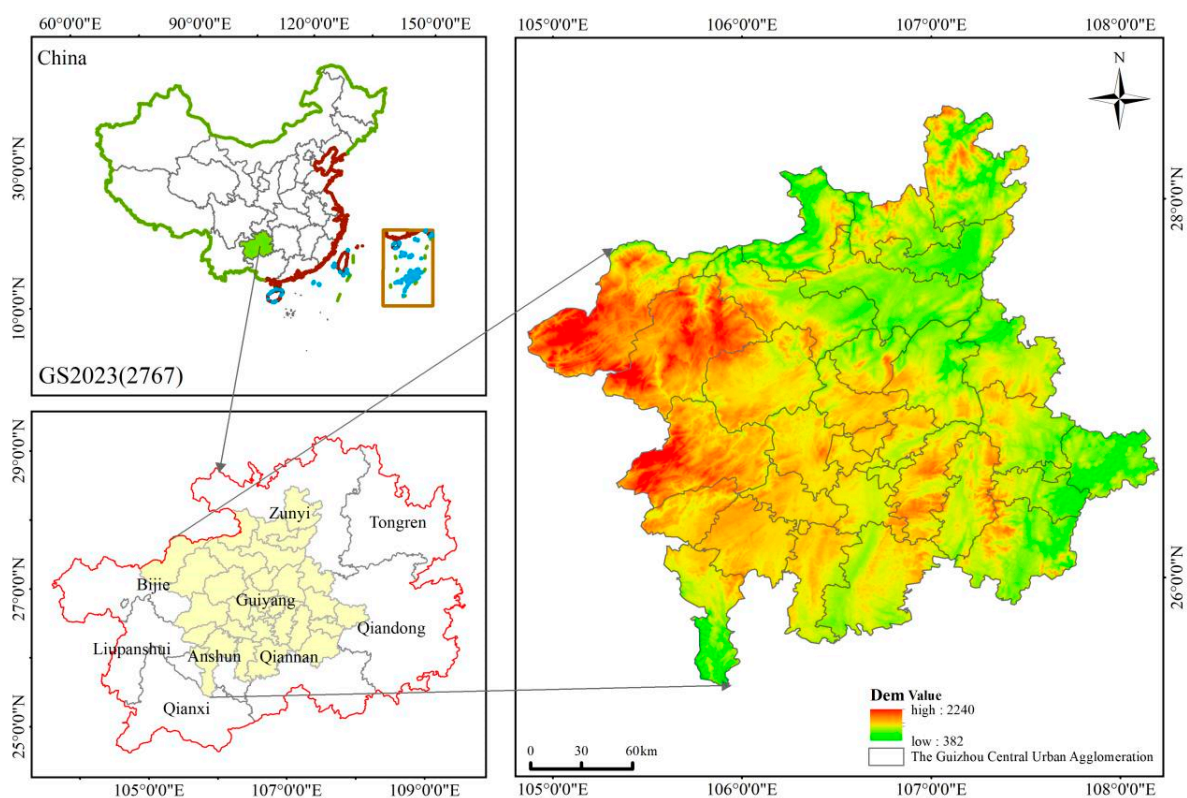 60°0'0"E
90°0'0"E
120°0'0"E
150°0'0"E
China
30°0'0"N
10°0'0"N
GS2023(2767)
29°0'0"N
27°0'0"N
25°0'0"N
Zunyi
Tongren
Bijie
Guiyang
Qiandong
Liupanshui
Anshun
Qiannan
Qianxi
105°0'0"E
107°0'0"E
109°0'0"E
105°0'0"E
106°0'0"E
107°0'0"E
108°0'0"E
N
28°0'0"N
26°0'0"N
Dem Value
high : 2240
low : 382
The Guizhou Central Urban Agglomeration
0 30 60km
105°0'0"E
106°0'0"E
107°0'0"E
108°0'0"E